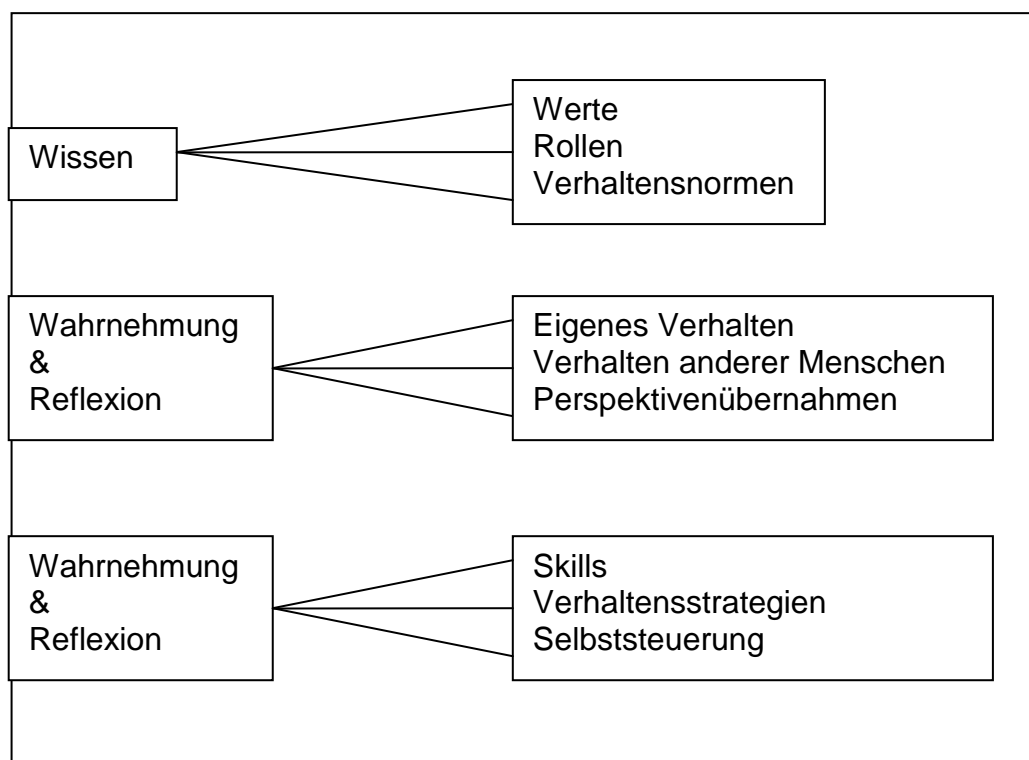 Wissen
Werte
Rollen
Verhaltensnormen
Wahrnehmung
&
Reflexion
Eigenes Verhalten
Verhalten anderer Menschen
Perspektivenübernahmen
Wahrnehmung
&
Reflexion
Skills
Verhaltensstrategien
Selbststeuerung